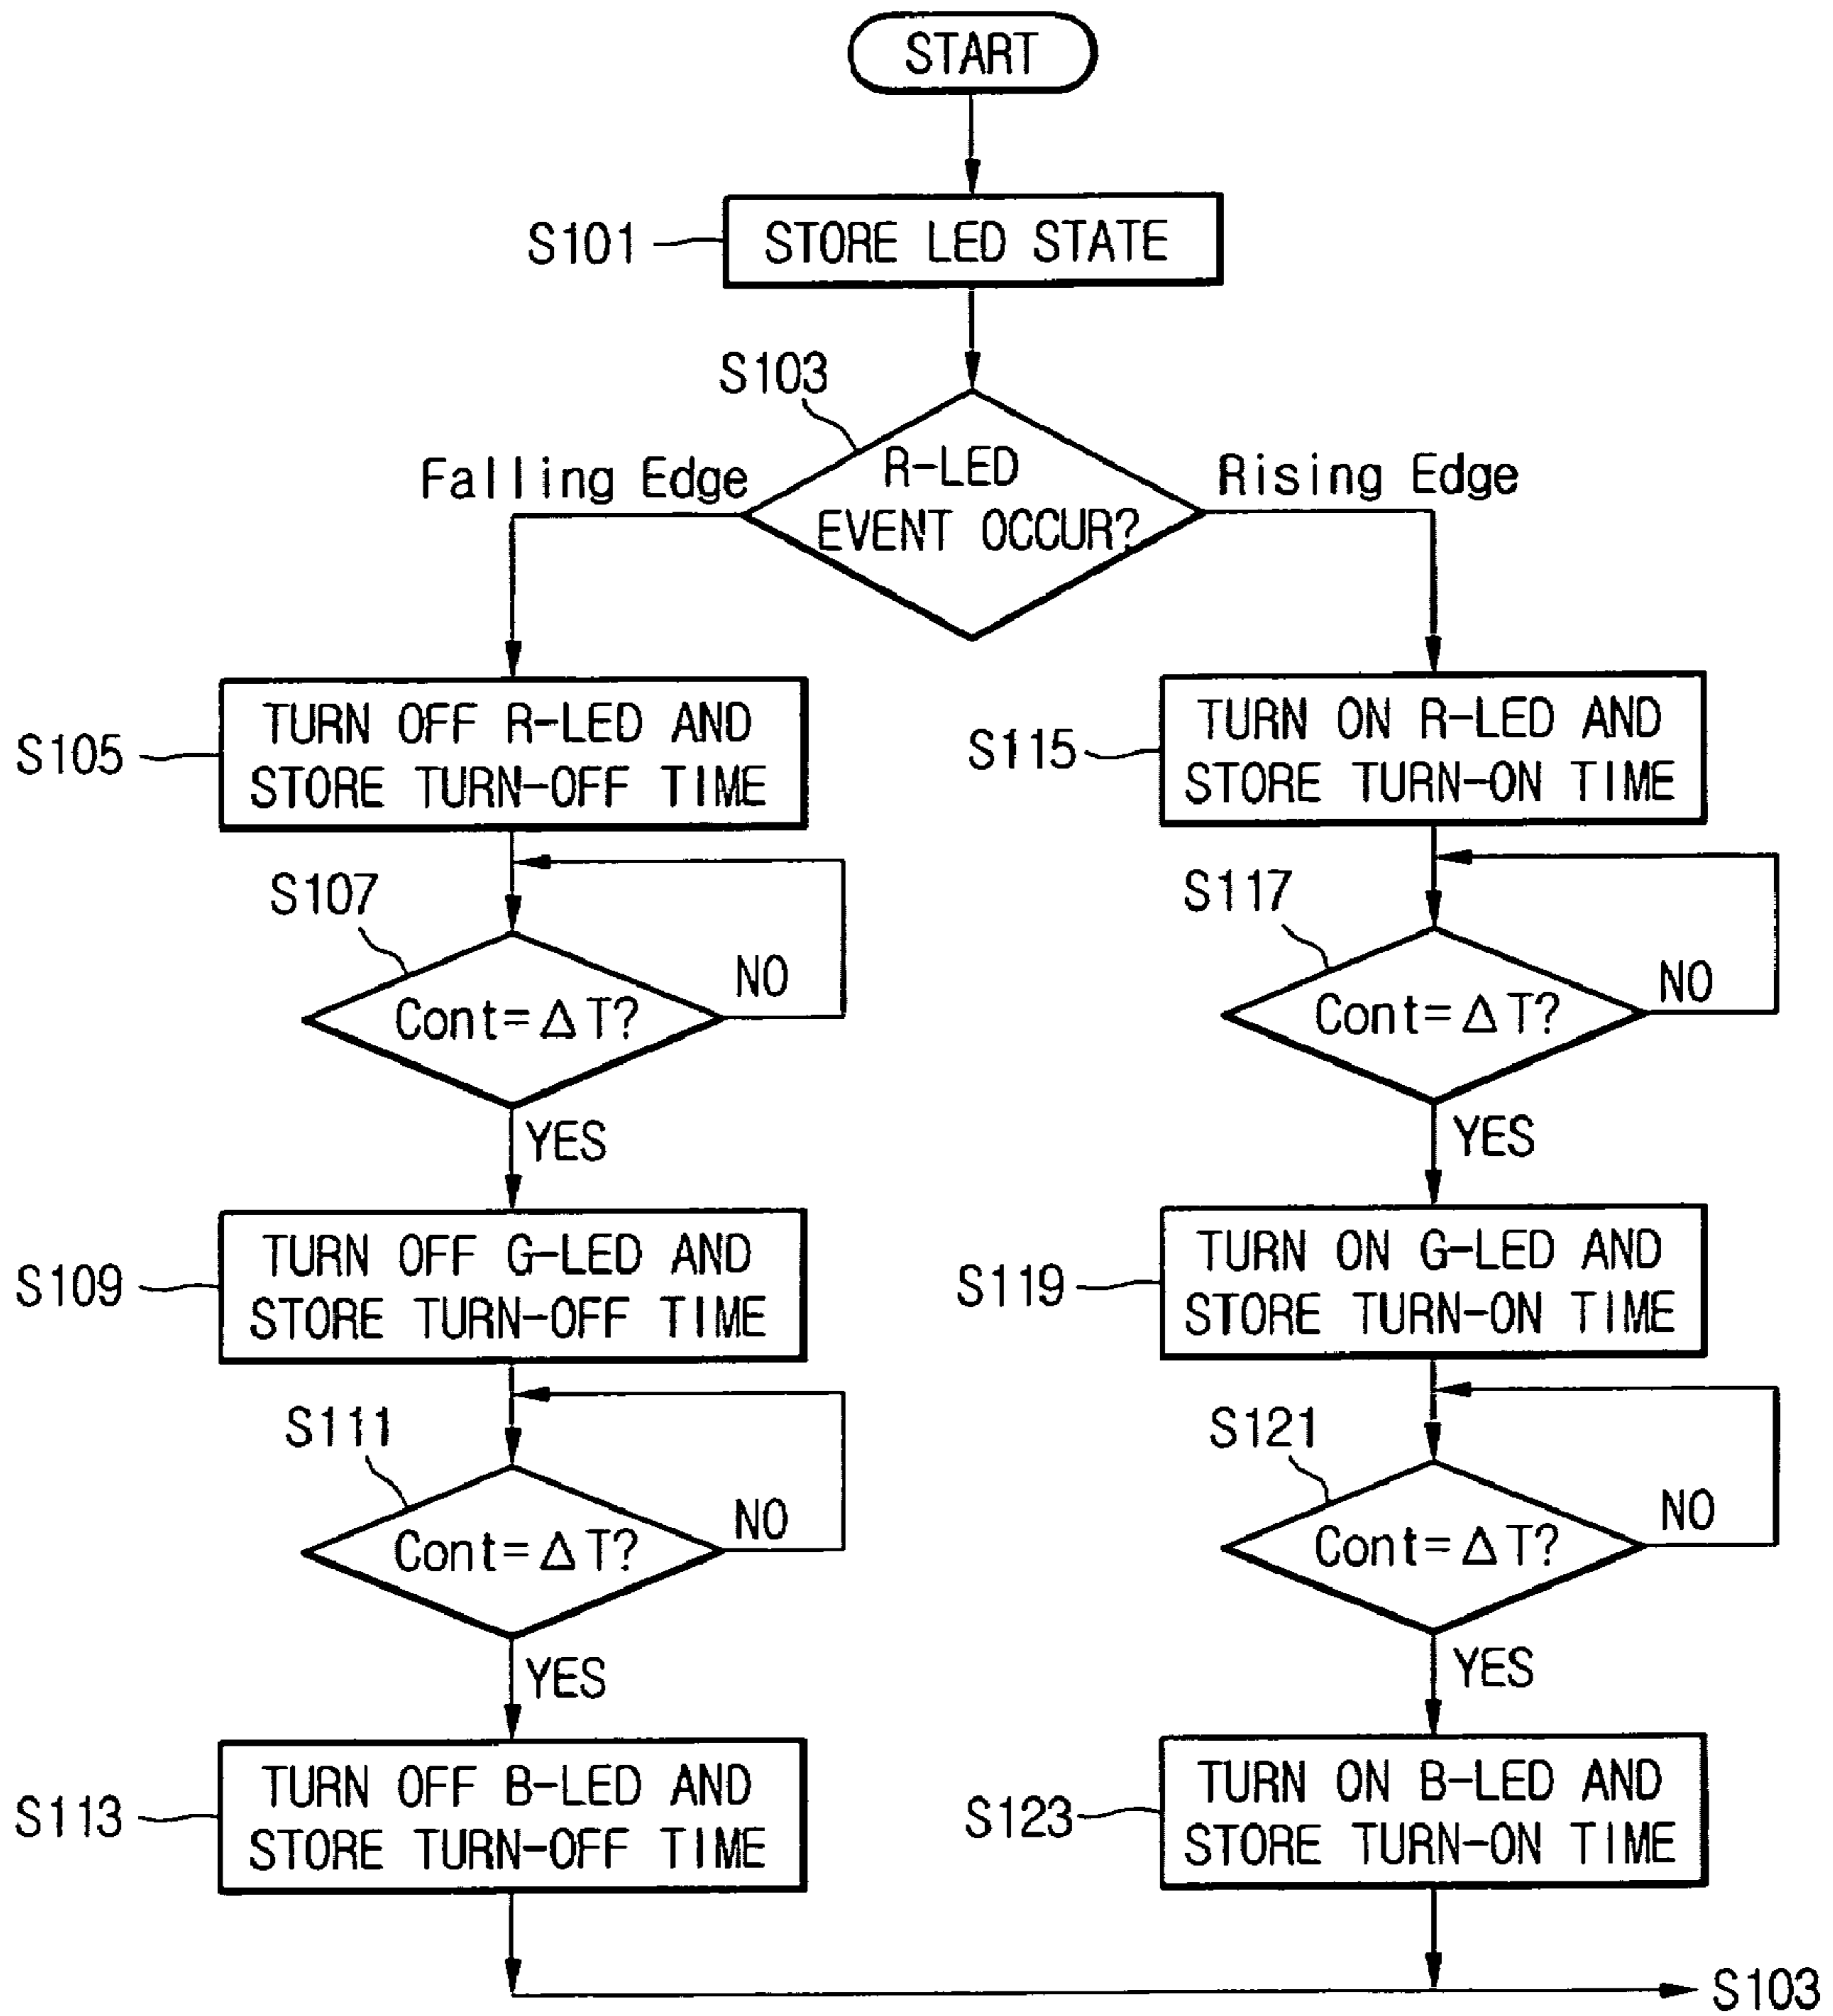 START
S101
STORE LED STATE
S103
R-LED
EVENT OCCUR?
Falling Edge
Rising Edge
S105
TURN OFF R-LED AND
STORE TURN-OFF TIME
S115
TURN ON R-LED AND
STORE TURN-ON TIME
S107
Cont=ΔT?
NO
YES
S117
Cont=ΔT?
NO
YES
S109
TURN OFF G-LED AND
STORE TURN-OFF TIME
S119
TURN ON G-LED AND
STORE TURN-ON TIME
S111
Cont=ΔT?
NO
YES
S121
Cont=ΔT?
NO
YES
S113
TURN OFF B-LED AND
STORE TURN-OFF TIME
S123
TURN ON B-LED AND
STORE TURN-ON TIME
S103